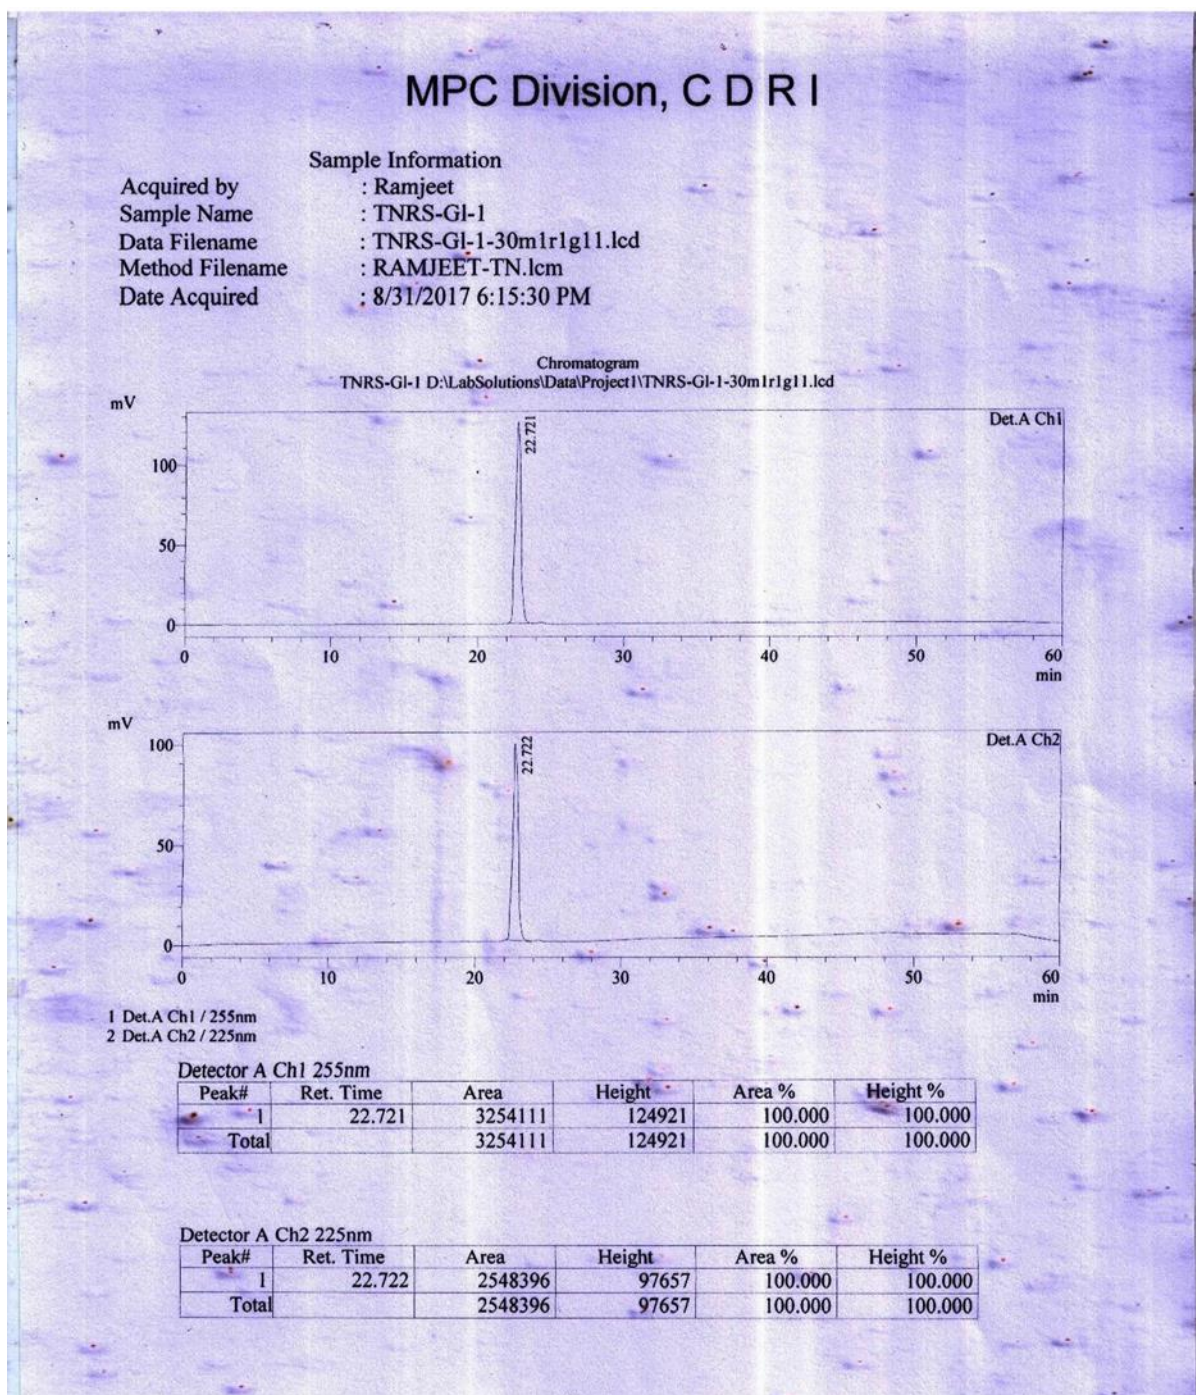 MPC Division, C D R I
Sample Information
Acquired by : Ramjeet
Sample Name : TNRS-Gl-1
Data Filename : TNRS-Gl-1-30m1r1g11.lcd
Method Filename : RAMJEET-TN.lcm
Date Acquired : 8/31/2017 6:15:30 PM
Chromatogram
TNRS-Gl-1 D:\LabSolutions\Data\Project1\TNRS-Gl-1-30m1r1g11.lcd
mV
Det.A Ch1
22.721
100
50
0
0 10 20 30 40 50 60
min
mV
Det.A Ch2
22.722
100
50
0
0 10 20 30 40 50 60
min
1 Det.A Ch1 / 255nm
2 Det.A Ch2 / 225nm
Detector A Ch1 255nm
Peak# Ret. Time Area Height Area % Height %
1 22.721 3254111 124921 100.000 100.000
Total 3254111 124921 100.000 100.000
Detector A Ch2 225nm
Peak# Ret. Time Area Height Area % Height %
1 22.722 2548396 97657 100.000 100.000
Total 2548396 97657 100.000 100.000